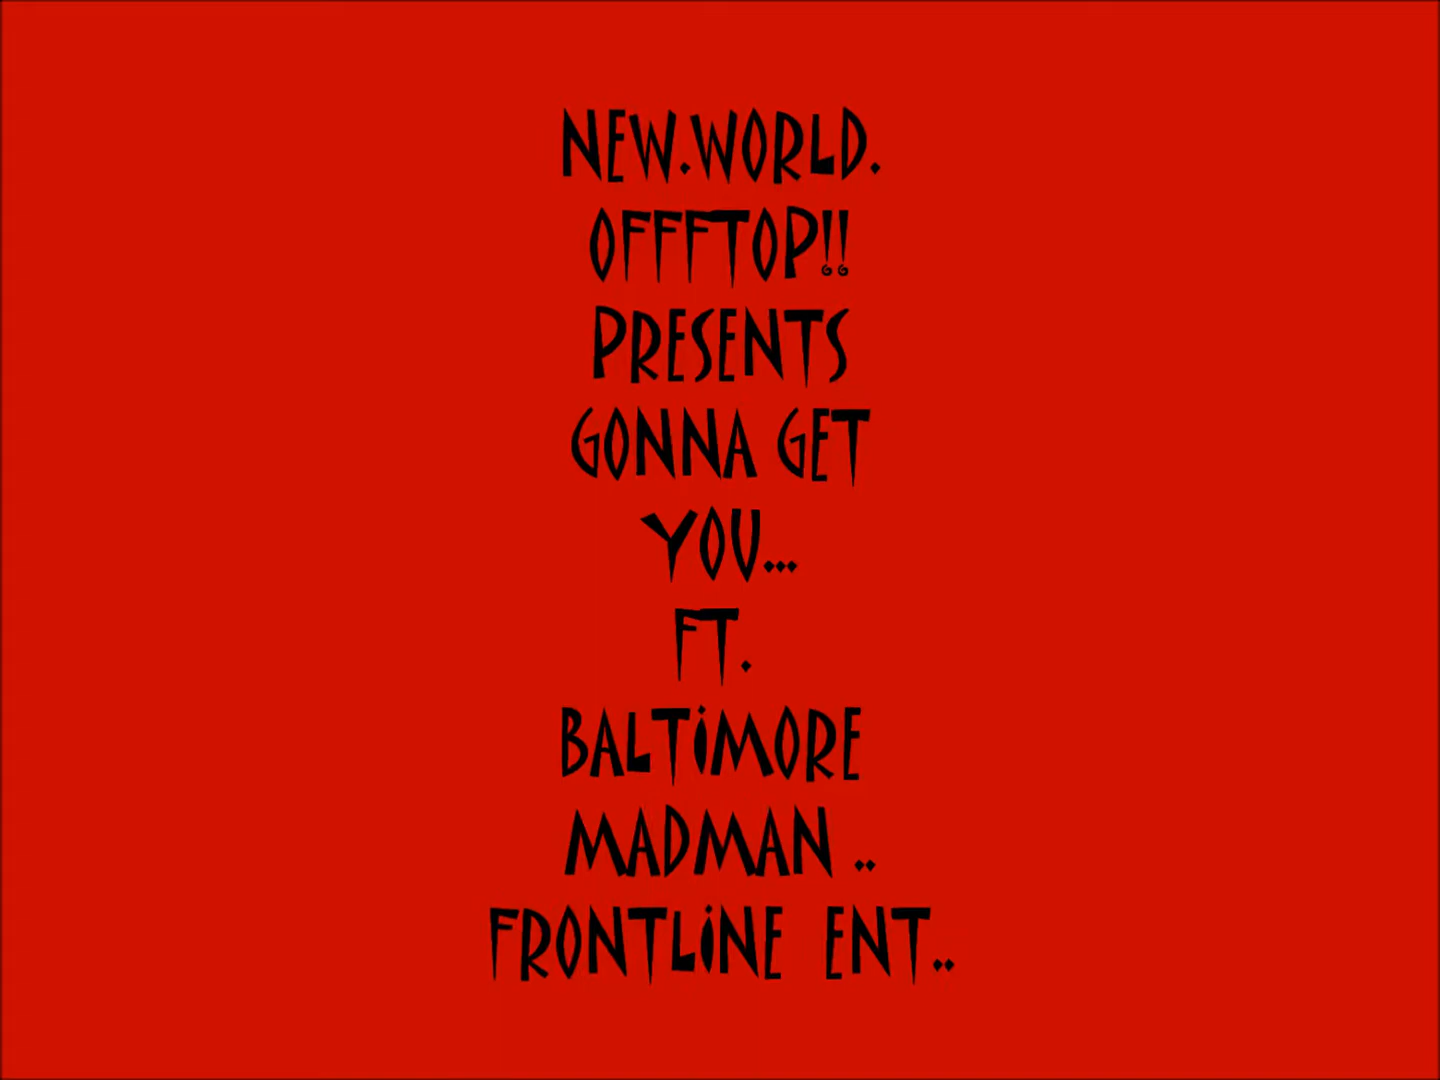 NEW.WORLD.
OFFFTOP!!
PRESENTS
GONNA GET
YOU...
FT.
BALTiMORE
MADMAN ..
FRONTLiNE ENT..